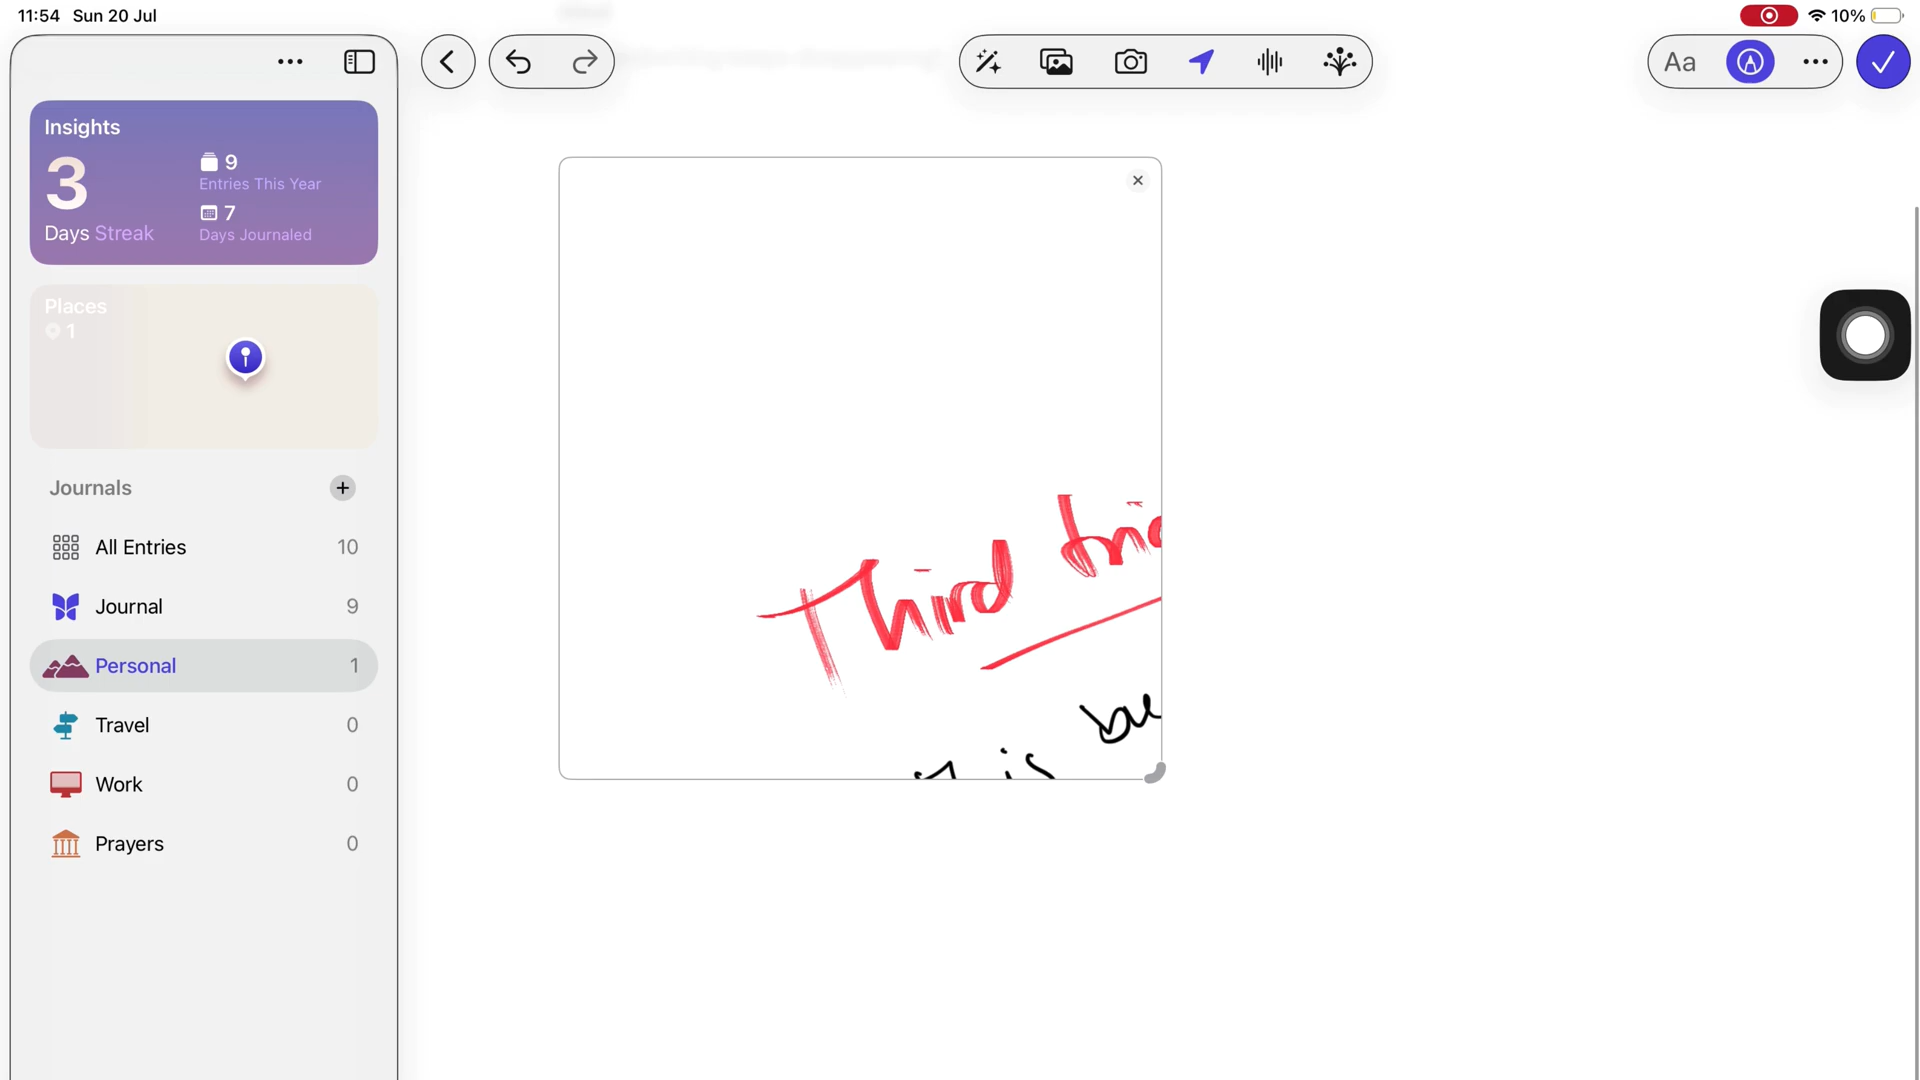 11:54 Sun 20 Jul
10%
Aa
Insights
3
Days Streak
9
Entries This Year
7
Days Journaled
Places
1
Journals
All Entries 10
Journal 9
Personal 1
Travel 0
Work 0
Prayers 0
Third
is